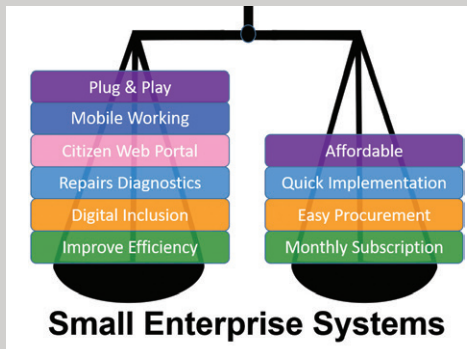 Plug & Play
Mobile Working
Citizen Web Portal
Repairs Diagnostics
Digital Inclusion
Improve Efficiency
Affordable
Quick Implementation
Easy Procurement
Monthly Subscription
Small Enterprise Systems